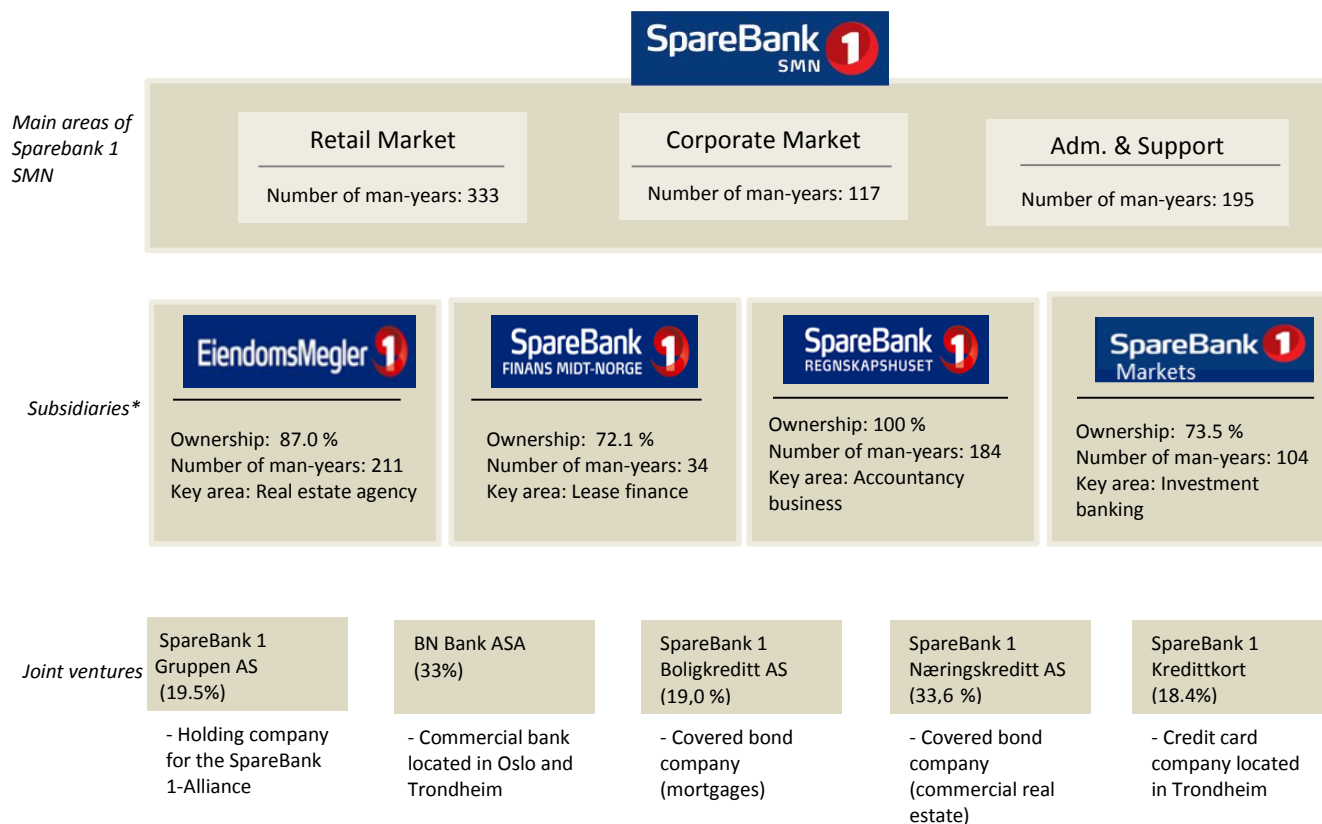 SpareBank 1
SMN
Main areas of
Sparebank 1
SMN
Retail Market
Number of man-years: 333
Corporate Market
Number of man-years: 117
Adm. & Support
Number of man-years: 195
Subsidiaries*
EiendomsMegler 1
Ownership: 87.0 %
Number of man-years: 211
Key area: Real estate agency
SpareBank 1
FINANS MIDT-NORGE
Ownership: 72.1 %
Number of man-years: 34
Key area: Lease finance
SpareBank 1
REGNSKAPSHUSET
Ownership: 100 %
Number of man-years: 184
Key area: Accountancy
business
SpareBank 1
Markets
Ownership: 73.5 %
Number of man-years: 104
Key area: Investment
banking
Joint ventures
SpareBank 1
Gruppen AS
(19.5%)
- Holding company
for the SpareBank
1-Alliance
BN Bank ASA
(33%)
- Commercial bank
located in Oslo and
Trondheim
SpareBank 1
Boligkreditt AS
(19,0 %)
- Covered bond
company
(mortgages)
SpareBank 1
Næringskreditt AS
(33,6 %)
- Covered bond
company
(commercial real
estate)
SpareBank 1
Kredittkort
(18.4%)
- Credit card
company located
in Trondheim